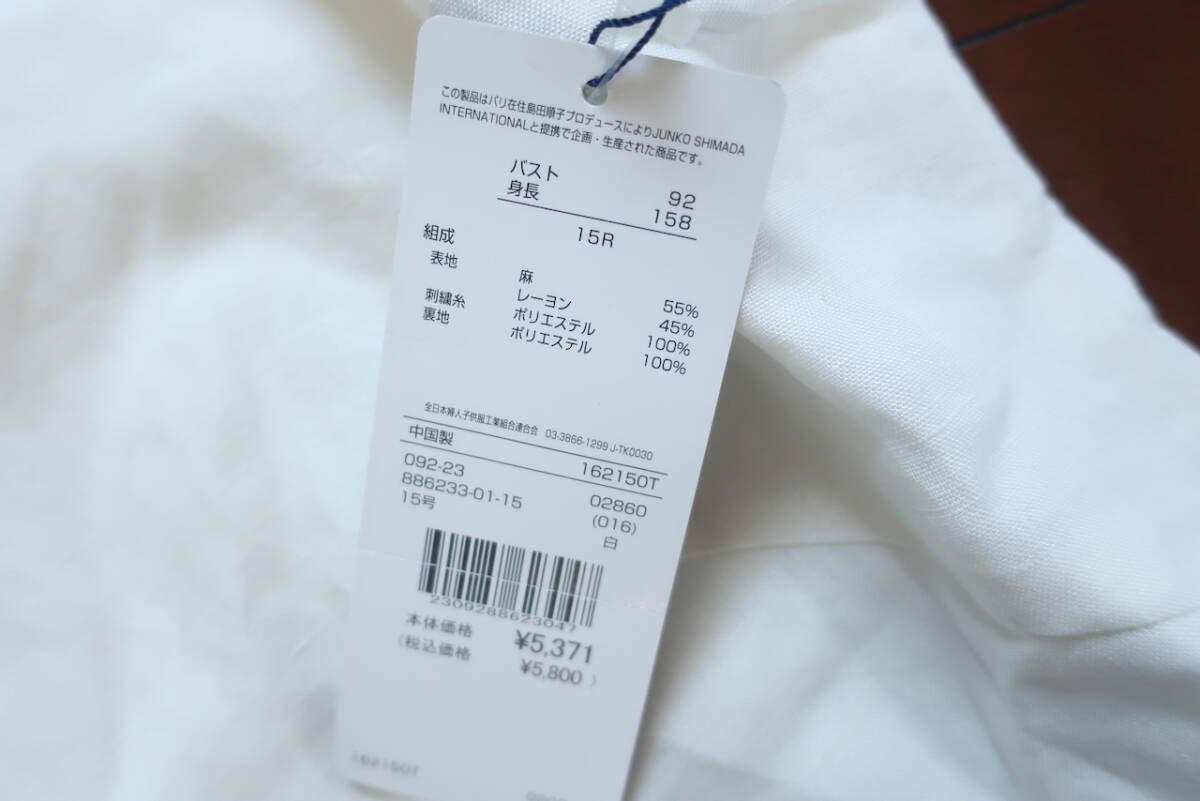 この製品はパリ在住島田順子プロデュースによりJUNKO SHIMADA
INTERNATIONALと提携で企画・生産された商品です。
バスト 92
身長 158
15R
組成
表地 麻 55%
レーヨン 45%
刺繍糸 ポリエステル 100%
裏地 ポリエステル 100%
全日本婦人子供服工業組合連合会 03-3866-1299 J-TK0030
中国製 162150T
092-23 02860
886233-01-15 (016)
15号 白
2309288623047
本体価格 ¥5,371
(税込価格 ¥5,800 )
162150T